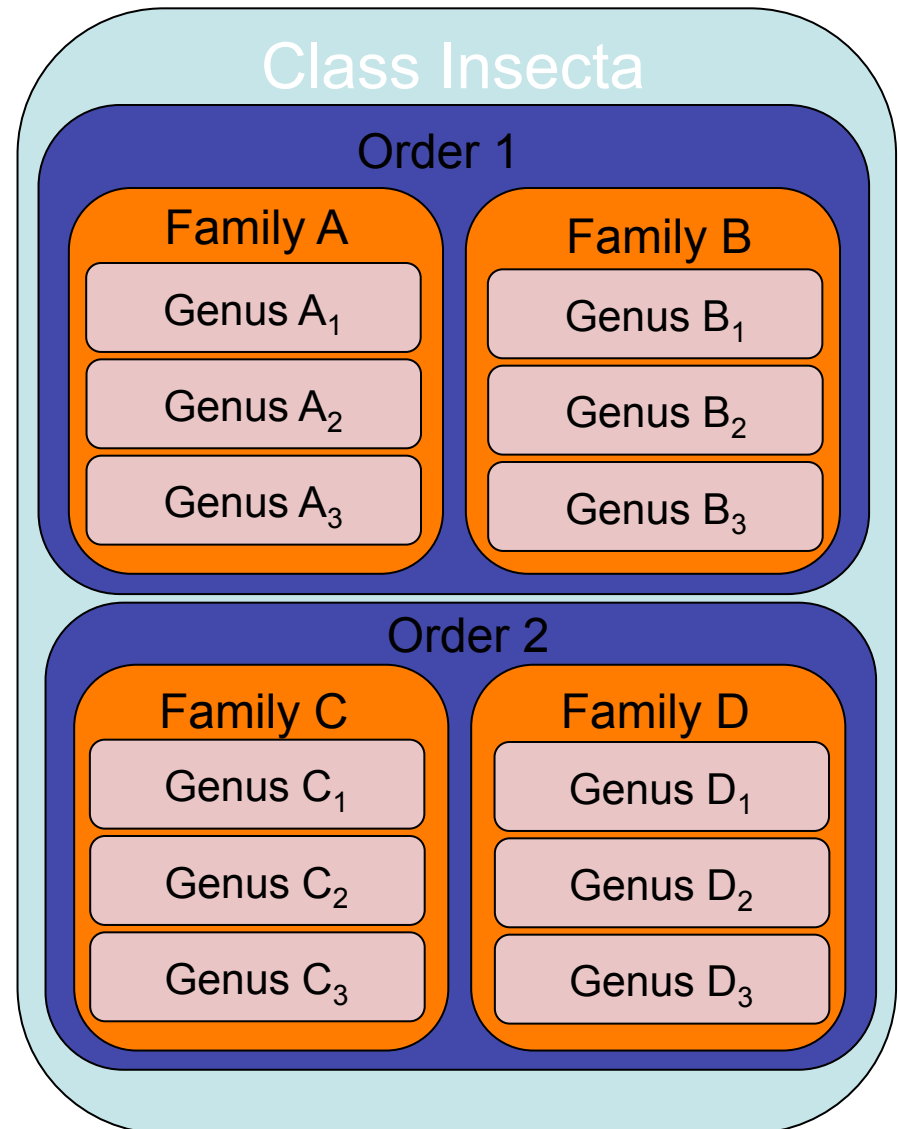 Class Insecta
Order 1
Family A
Genus A₁
Genus A₂
Genus A₃
Family B
Genus B₁
Genus B₂
Genus B₃
Order 2
Family C
Genus C₁
Genus C₂
Genus C₃
Family D
Genus D₁
Genus D₂
Genus D₃